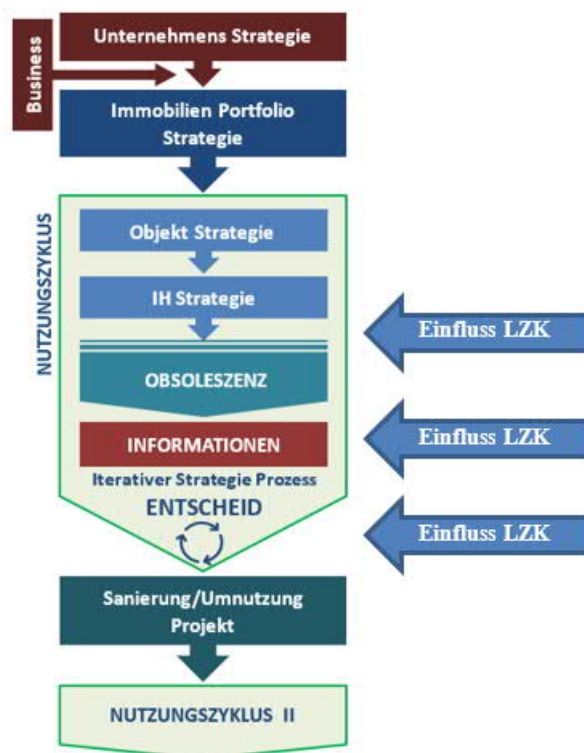 Unternehmens Strategie
Business
Immobilien Portfolio
Strategie
NUTZUNGSZYKLUS
Objekt Strategie
IH Strategie
Einfluss LZK
OBSOLESZENZ
INFORMATIONEN
Einfluss LZK
Iterativer Strategie Prozess
ENTSCHEID
Einfluss LZK
Sanierung/Umnutzung
Projekt
NUTZUNGSZYKLUS II